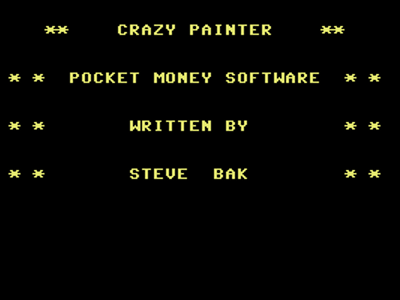 ** CRAZY PAINTER **
* * POCKET MONEY SOFTWARE * *
* * WRITTEN BY * *
* * STEVE BAK * *